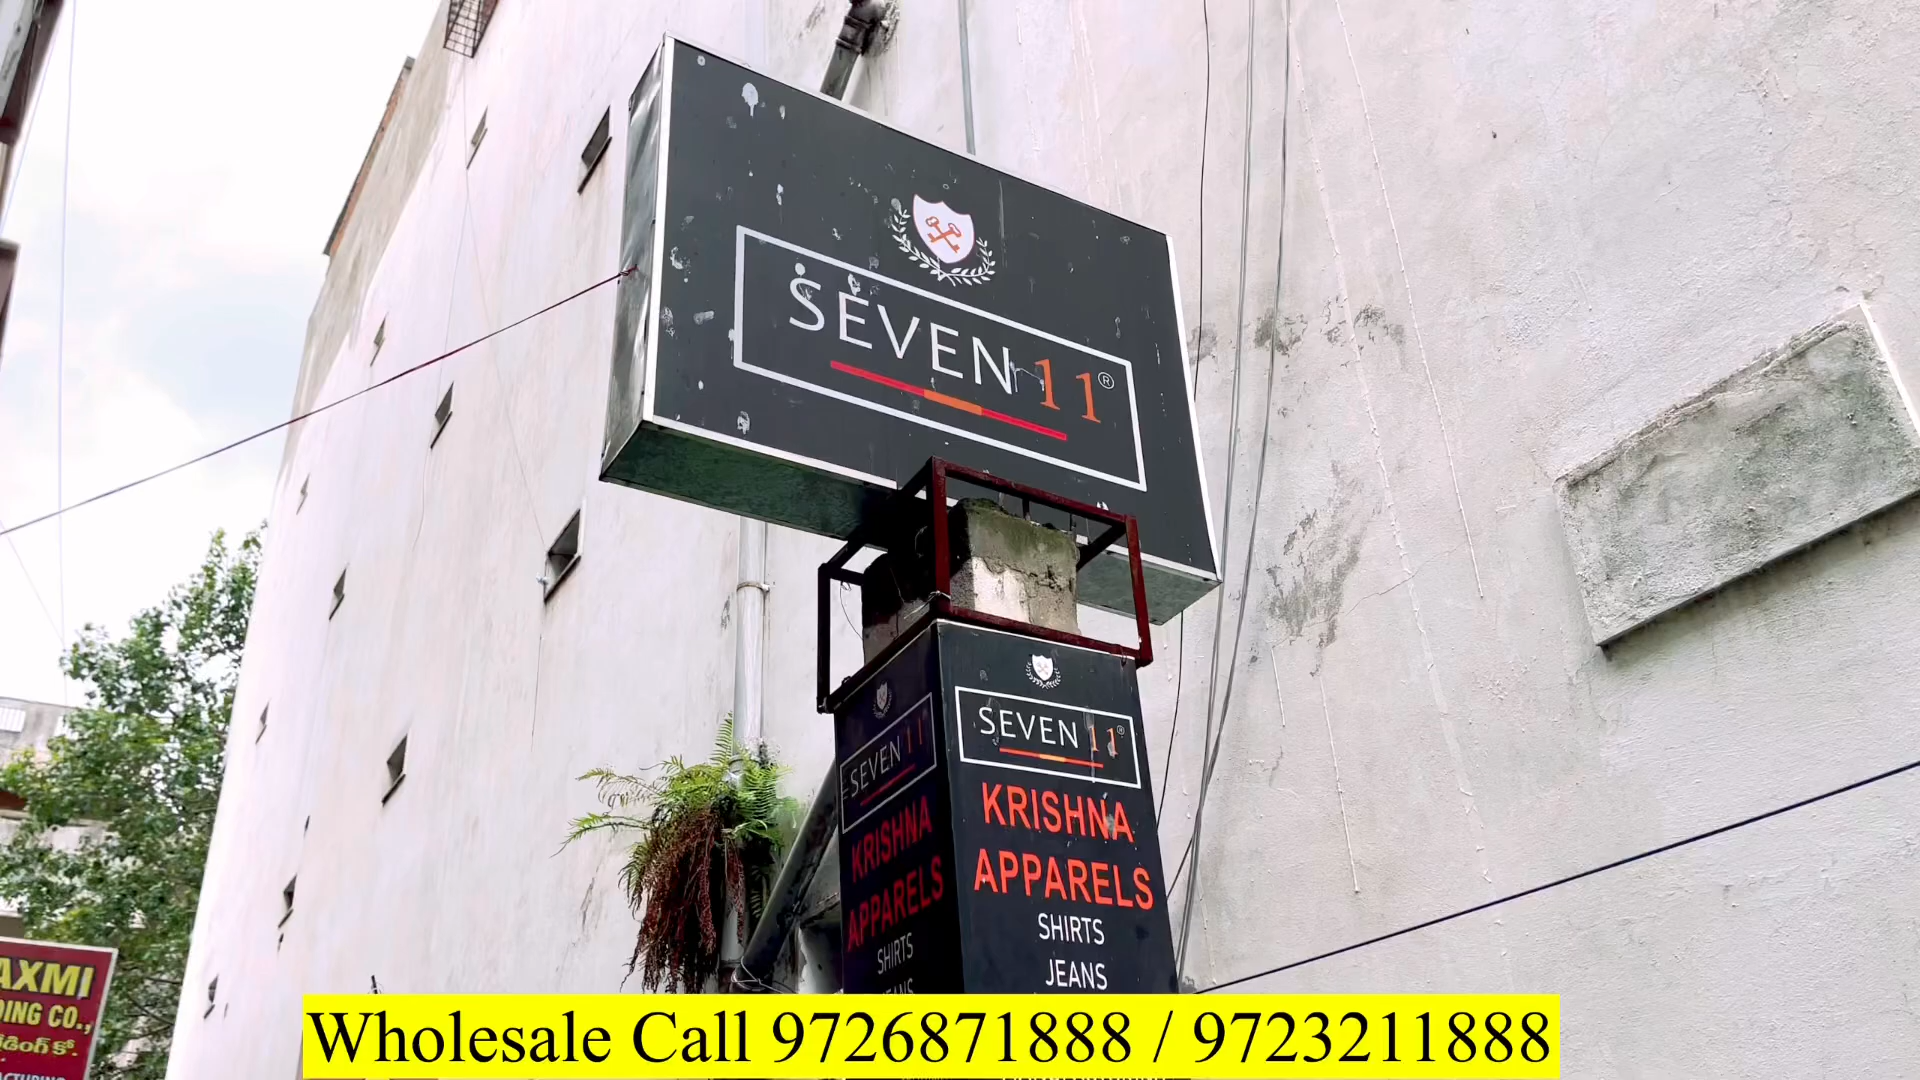 SEVEN 11®
SEVEN 11®
KRISHNA
APPARELS
SHIRTS
JEANS
SEVEN 11
KRISHNA
APPARELS
SHIRTS
JEANS
AXMI
DING CO.,
Wholesale Call 9726871888 / 9723211888